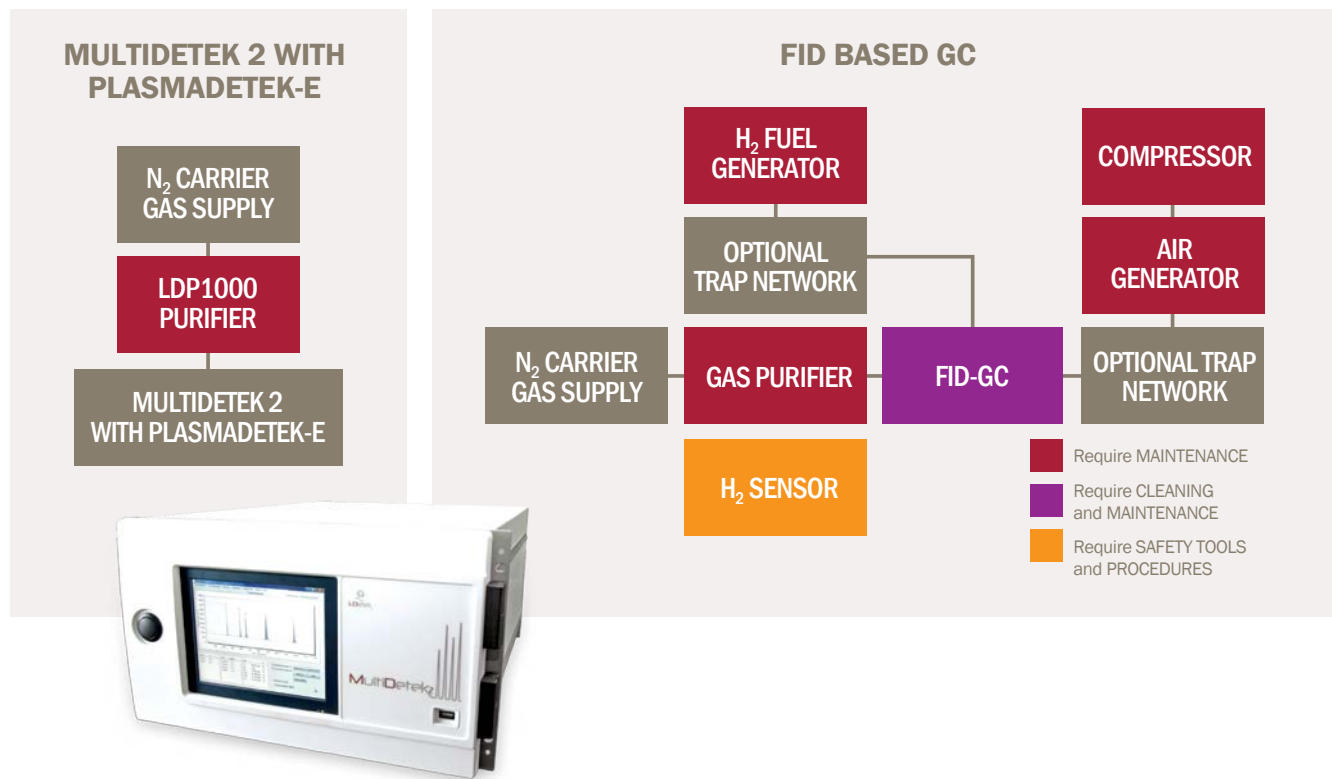 MULTIDETEK 2 WITH
PLASMADETEK-E
N₂ CARRIER
GAS SUPPLY
LDP1000
PURIFIER
MULTIDETEK 2
WITH PLASMADETEK-E
FID BASED GC
H₂ FUEL
GENERATOR
COMPRESSOR
OPTIONAL
TRAP NETWORK
AIR
GENERATOR
N₂ CARRIER
GAS SUPPLY
GAS PURIFIER
FID-GC
OPTIONAL TRAP
NETWORK
H₂ SENSOR
Require MAINTENANCE
Require CLEANING
and MAINTENANCE
Require SAFETY TOOLS
and PROCEDURES
MultiDetek2